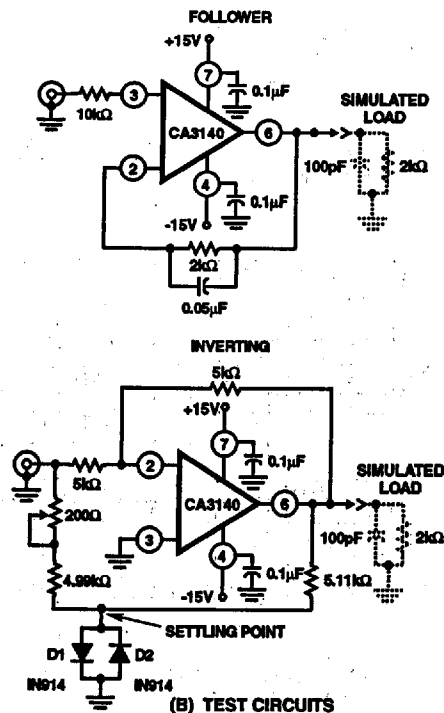 FOLLOWER
+15V
7
0.1μF
SIMULATED
LOAD
3
10kΩ
CA3140
6
100pF
2kΩ
2
4
0.1μF
-15V
2kΩ
0.05μF
INVERTING
5kΩ
+15V
7
0.1μF
SIMULATED
LOAD
5kΩ
2
CA3140
6
200Ω
3
100pF
2kΩ
4
0.1μF
5.11kΩ
4.99kΩ
-15V
SETTLING POINT
D1
D2
IN914
IN914
(B) TEST CIRCUITS